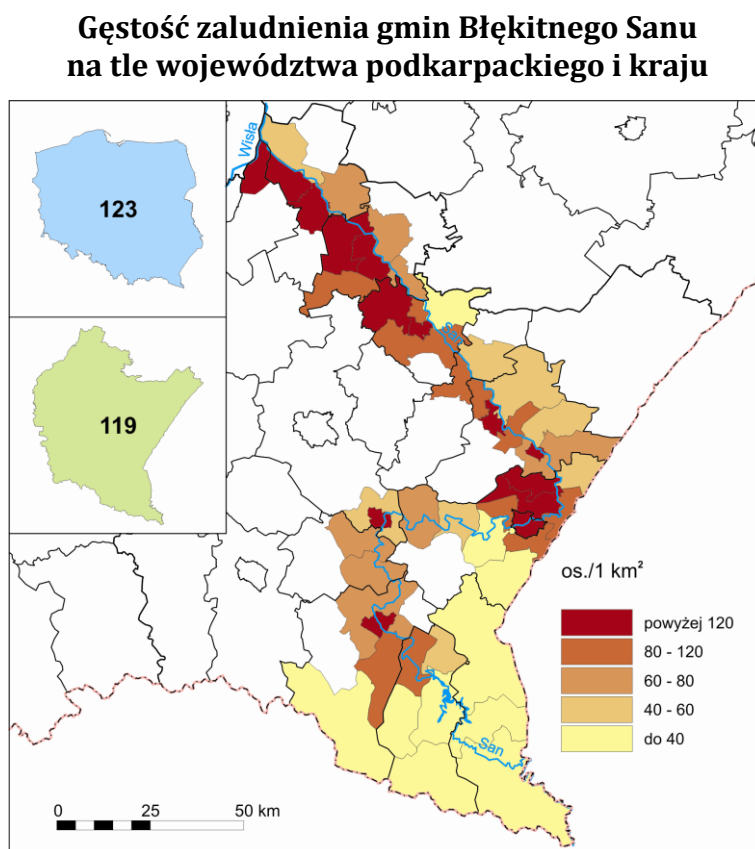 Gęstość zaludnienia gmin Błękitnego Sanu
na tle województwa podkarpackiego i kraju
Wisła
123
119
os./1 km²
powyżej 120
80 - 120
60 - 80
40 - 60
do 40
San
San
0 25 50 km